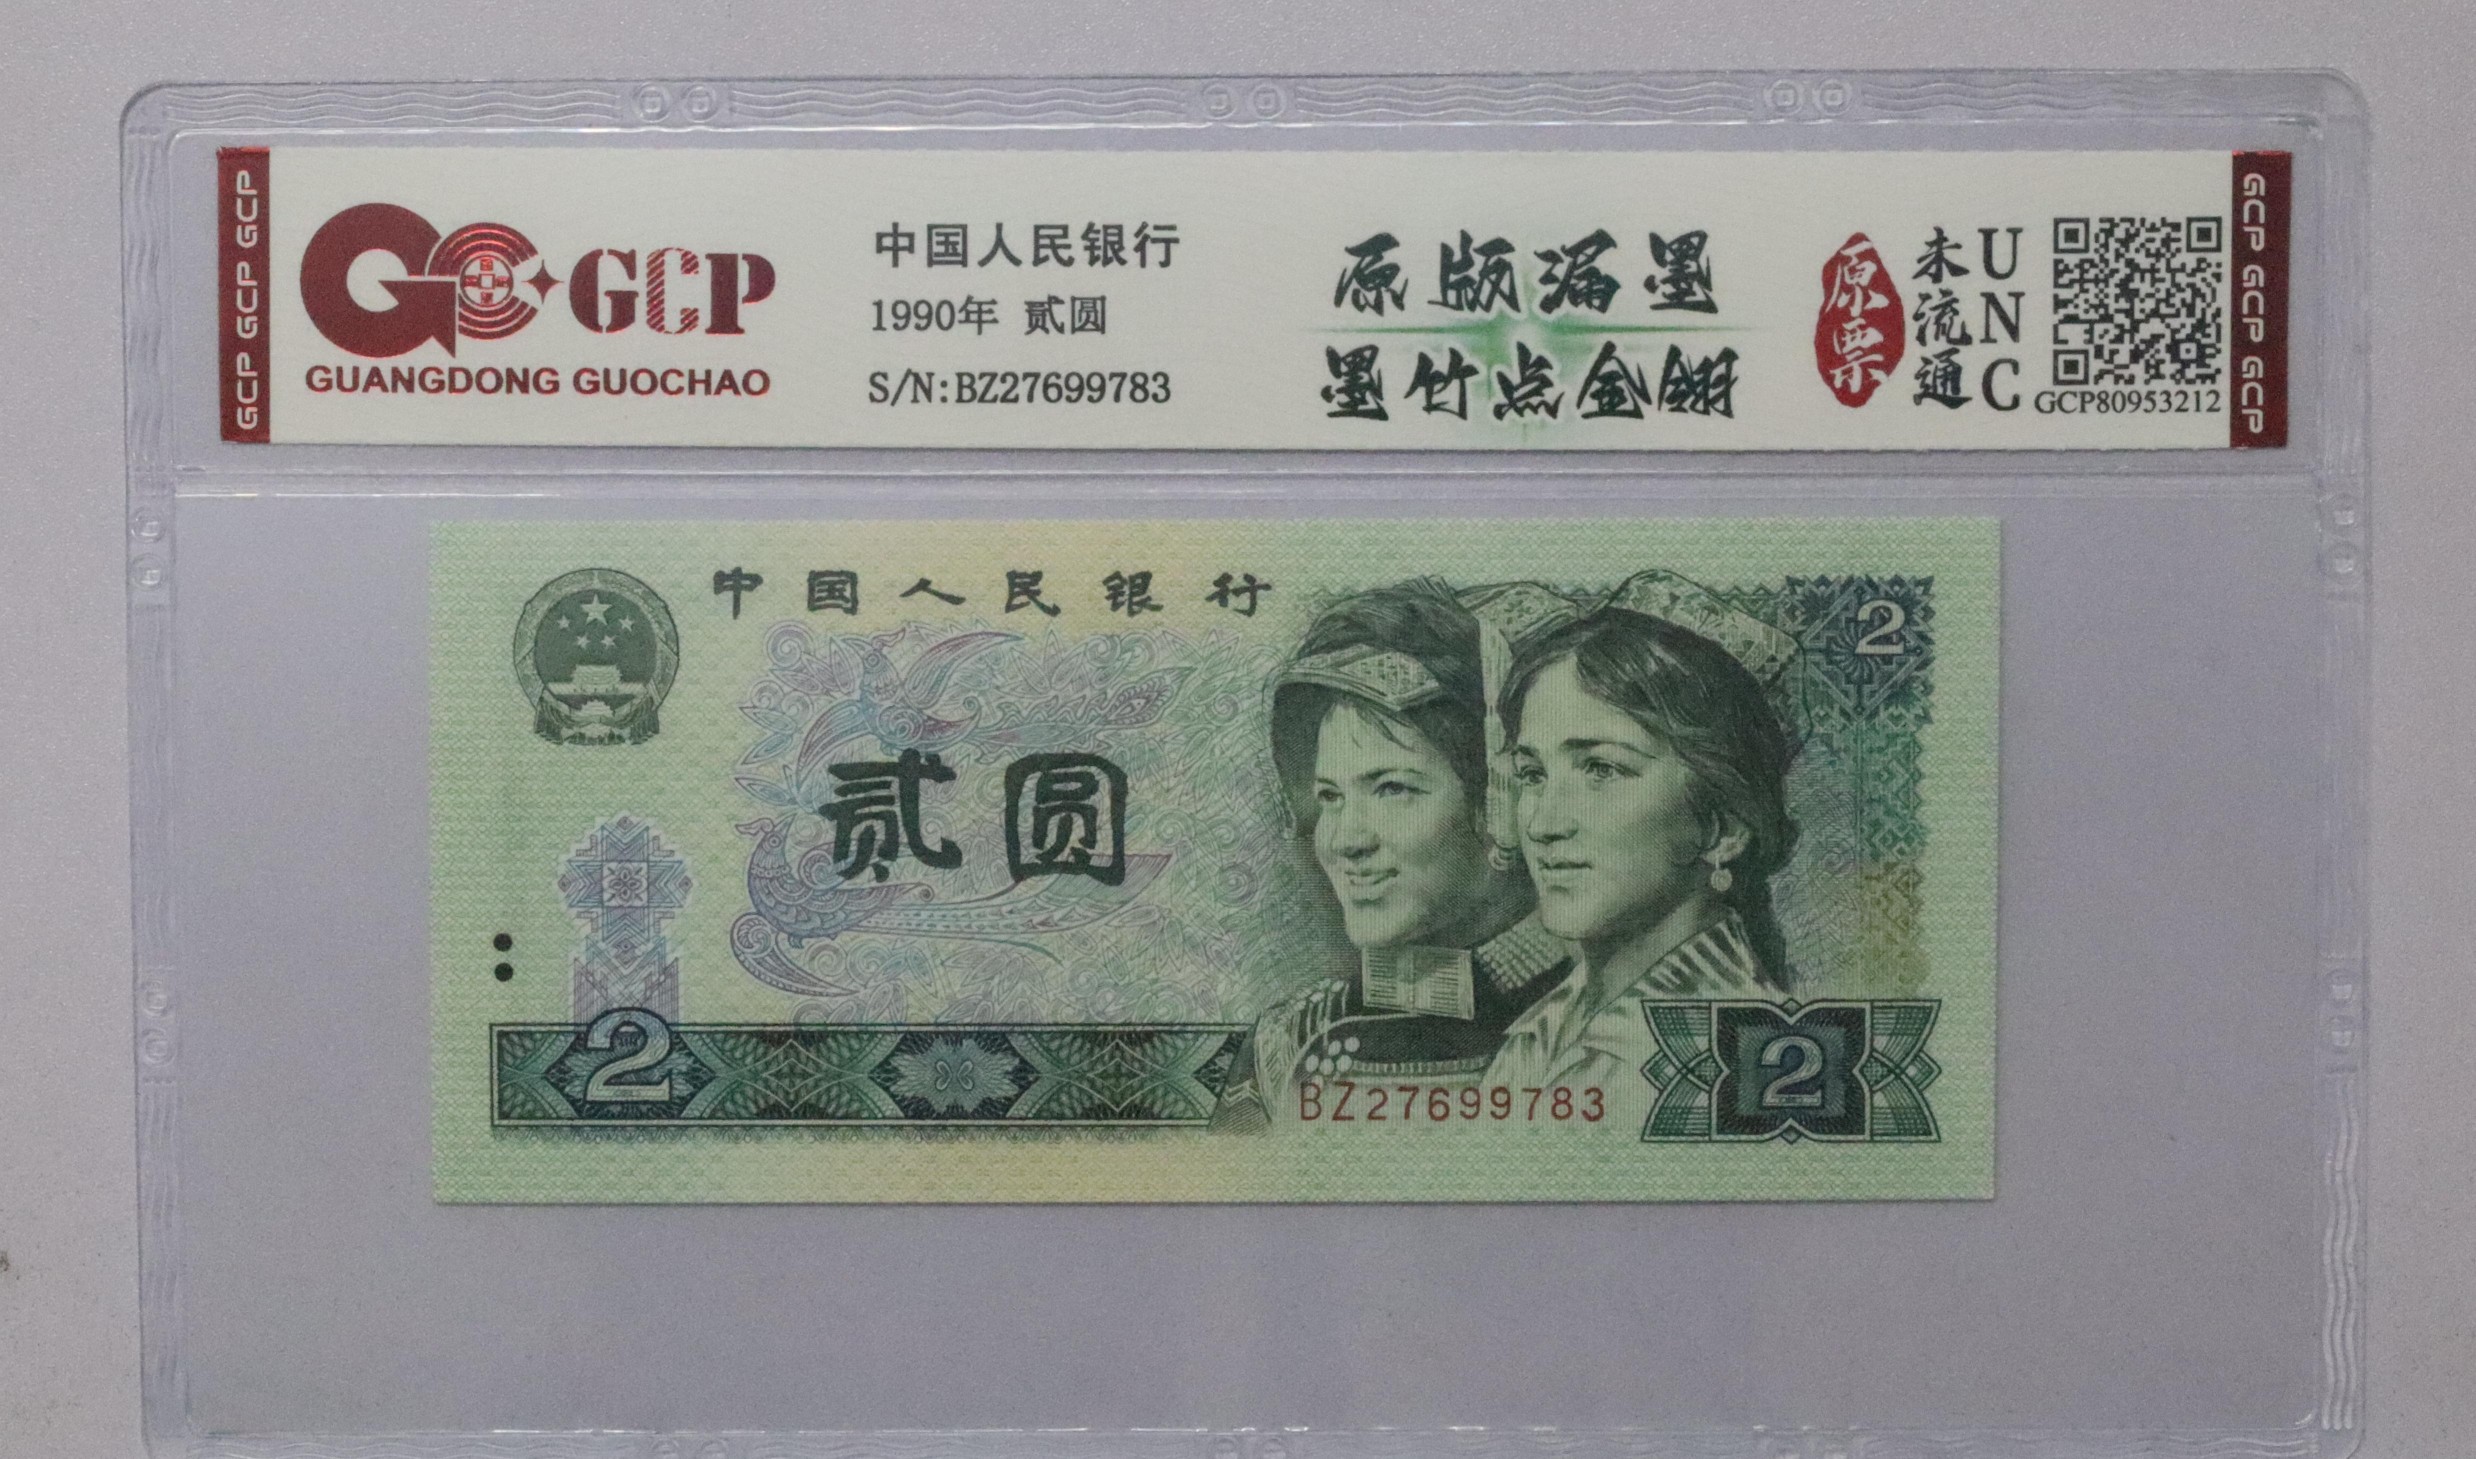 GCP GCP GCP
GCP
GUANGDONG GUOCHAO
中国人民银行
1990年 贰圆
S/N:BZ27699783
原版漏墨
墨竹点金翎
原票
未流通
UNC
GCP80953212
GCP GCP GCP
中国人民银行
2
贰圆
2
BZ27699783
2